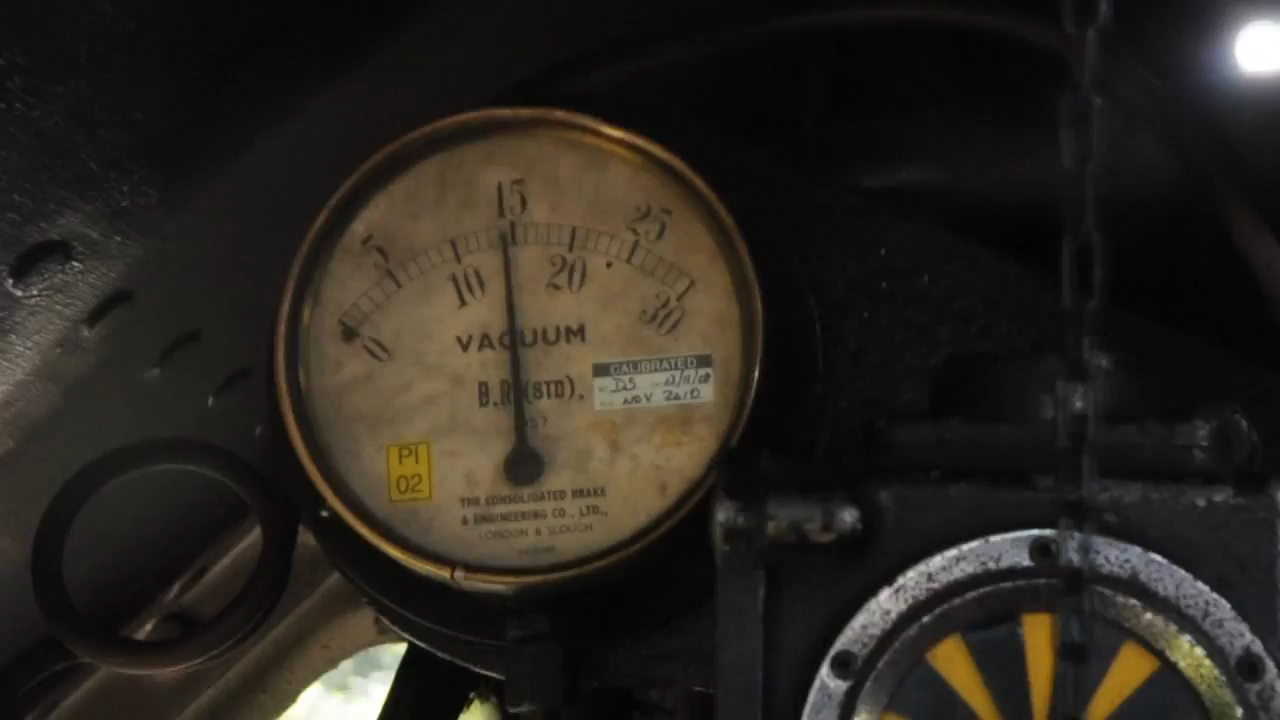 0 5 10 15 20 25 30
VACUUM
B.R.(STD).
CALIBRATED
DS
NOV 2010
PI
02
THE CONSOLIDATED BRAKE
& ENGINEERING CO., LTD.,
LONDON & SLOUGH